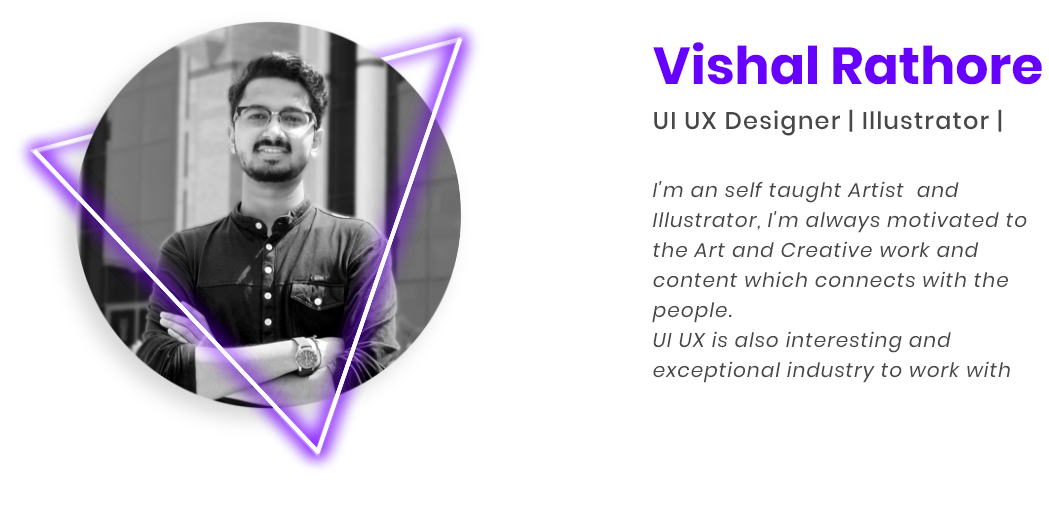 Vishal Rathore
UI UX Designer | Illustrator |
I'm an self taught Artist  and
Illustrator, I'm always motivated to
the Art and Creative work and
content which connects with the
people.
UI UX is also interesting and
exceptional industry to work with